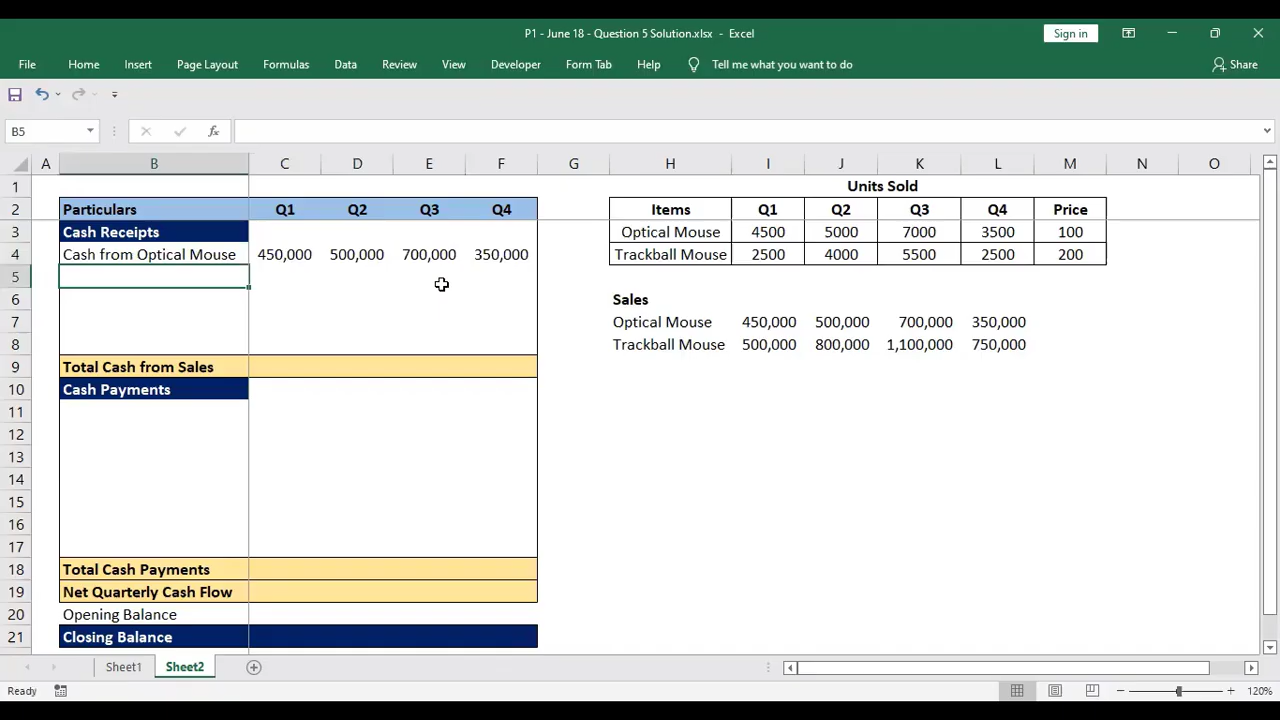 P1 - June 18 - Question 5 Solution.xlsx - Excel
Sign in
File Home Insert Page Layout Formulas Data Review View Developer Form Tab Help Tell me what you want to do Share
B5 fx
A B C D E F G H I J K L M N O
1 Units Sold
2 Particulars Q1 Q2 Q3 Q4 Items Q1 Q2 Q3 Q4 Price
3 Cash Receipts Optical Mouse 4500 5000 7000 3500 100
4 Cash from Optical Mouse 450,000 500,000 700,000 350,000 Trackball Mouse 2500 4000 5500 2500 200
5
6 Sales
7 Optical Mouse 450,000 500,000 700,000 350,000
8 Trackball Mouse 500,000 800,000 1,100,000 750,000
9 Total Cash from Sales
10 Cash Payments
11
12
13
14
15
16
17
18 Total Cash Payments
19 Net Quarterly Cash Flow
20 Opening Balance
21 Closing Balance
Sheet1 Sheet2
Ready 120%